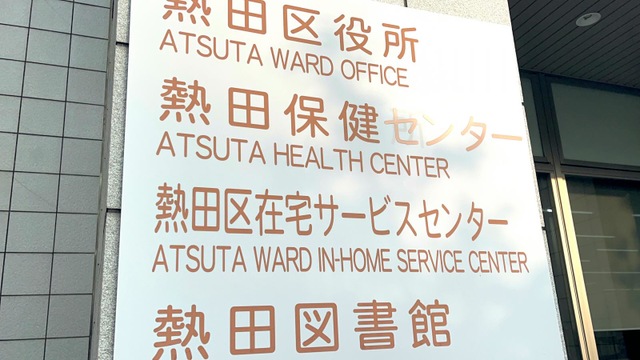 熱田区役所
ATSUTA WARD OFFICE
熱田保健センター
ATSUTA HEALTH CENTER
熱田区在宅サービスセンター
ATSUTA WARD IN-HOME SERVICE CENTER
熱田図書館